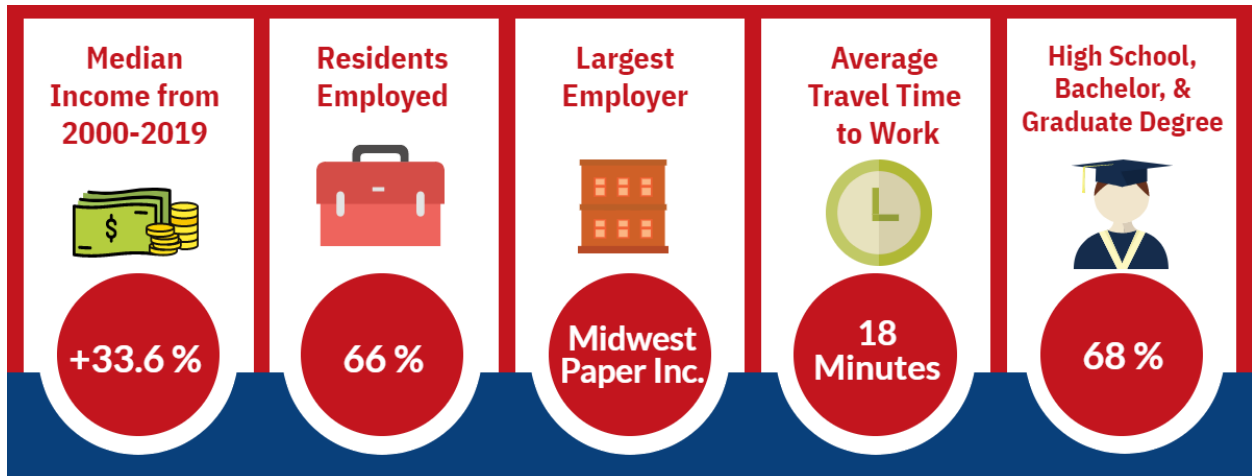 Median
Income from
2000-2019
$
+33.6 %
Residents
Employed
66 %
Largest
Employer
Midwest
Paper Inc.
Average
Travel Time
to Work
18
Minutes
High School,
Bachelor, &
Graduate Degree
68 %